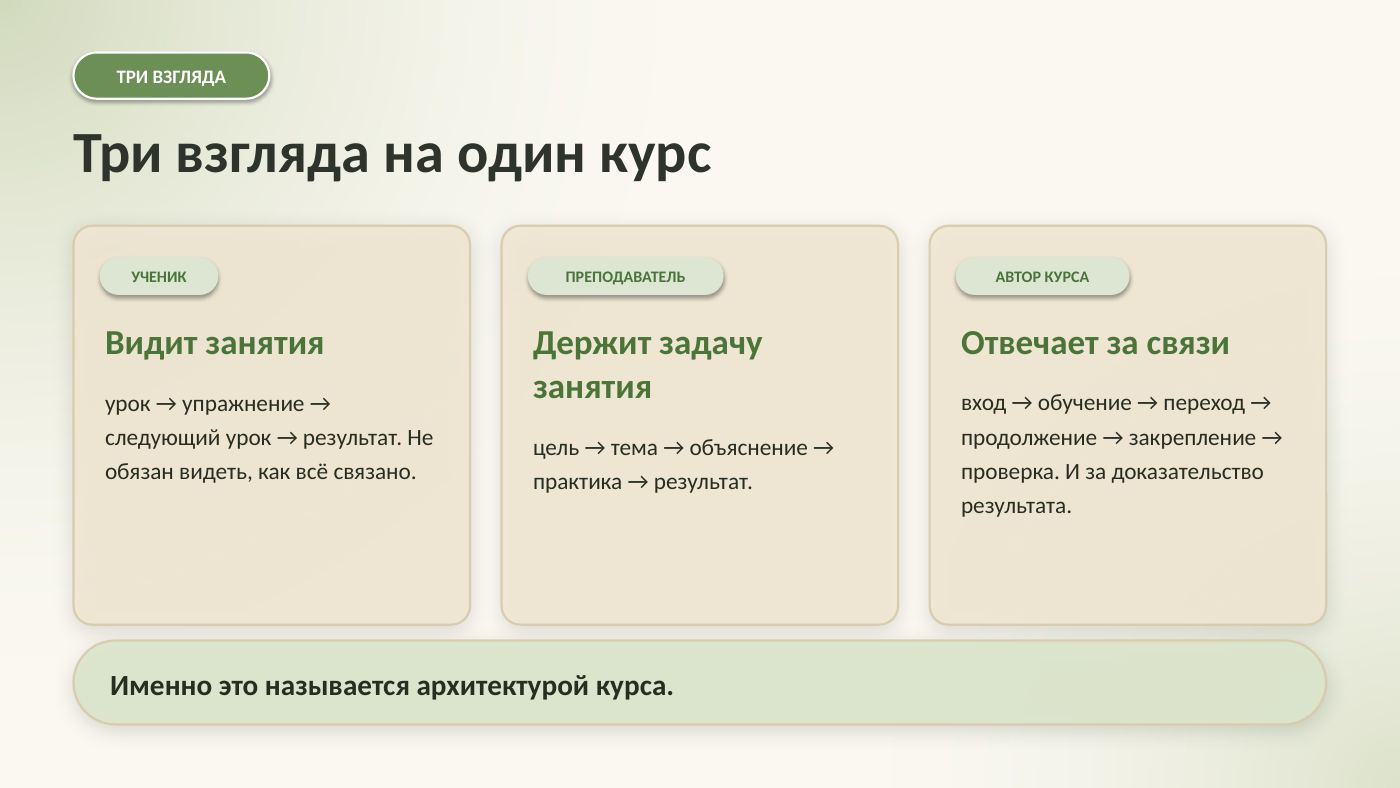 ТРИ ВЗГЛЯДА
Три взгляда на один курс
УЧЕНИК
Видит занятия
урок → упражнение →
следующий урок → результат. Не
обязан видеть, как всё связано.
ПРЕПОДАВАТЕЛЬ
Держит задачу
занятия
цель → тема → объяснение →
практика → результат.
АВТОР КУРСА
Отвечает за связи
вход → обучение → переход →
продолжение → закрепление →
проверка. И за доказательство
результата.
Именно это называется архитектурой курса.